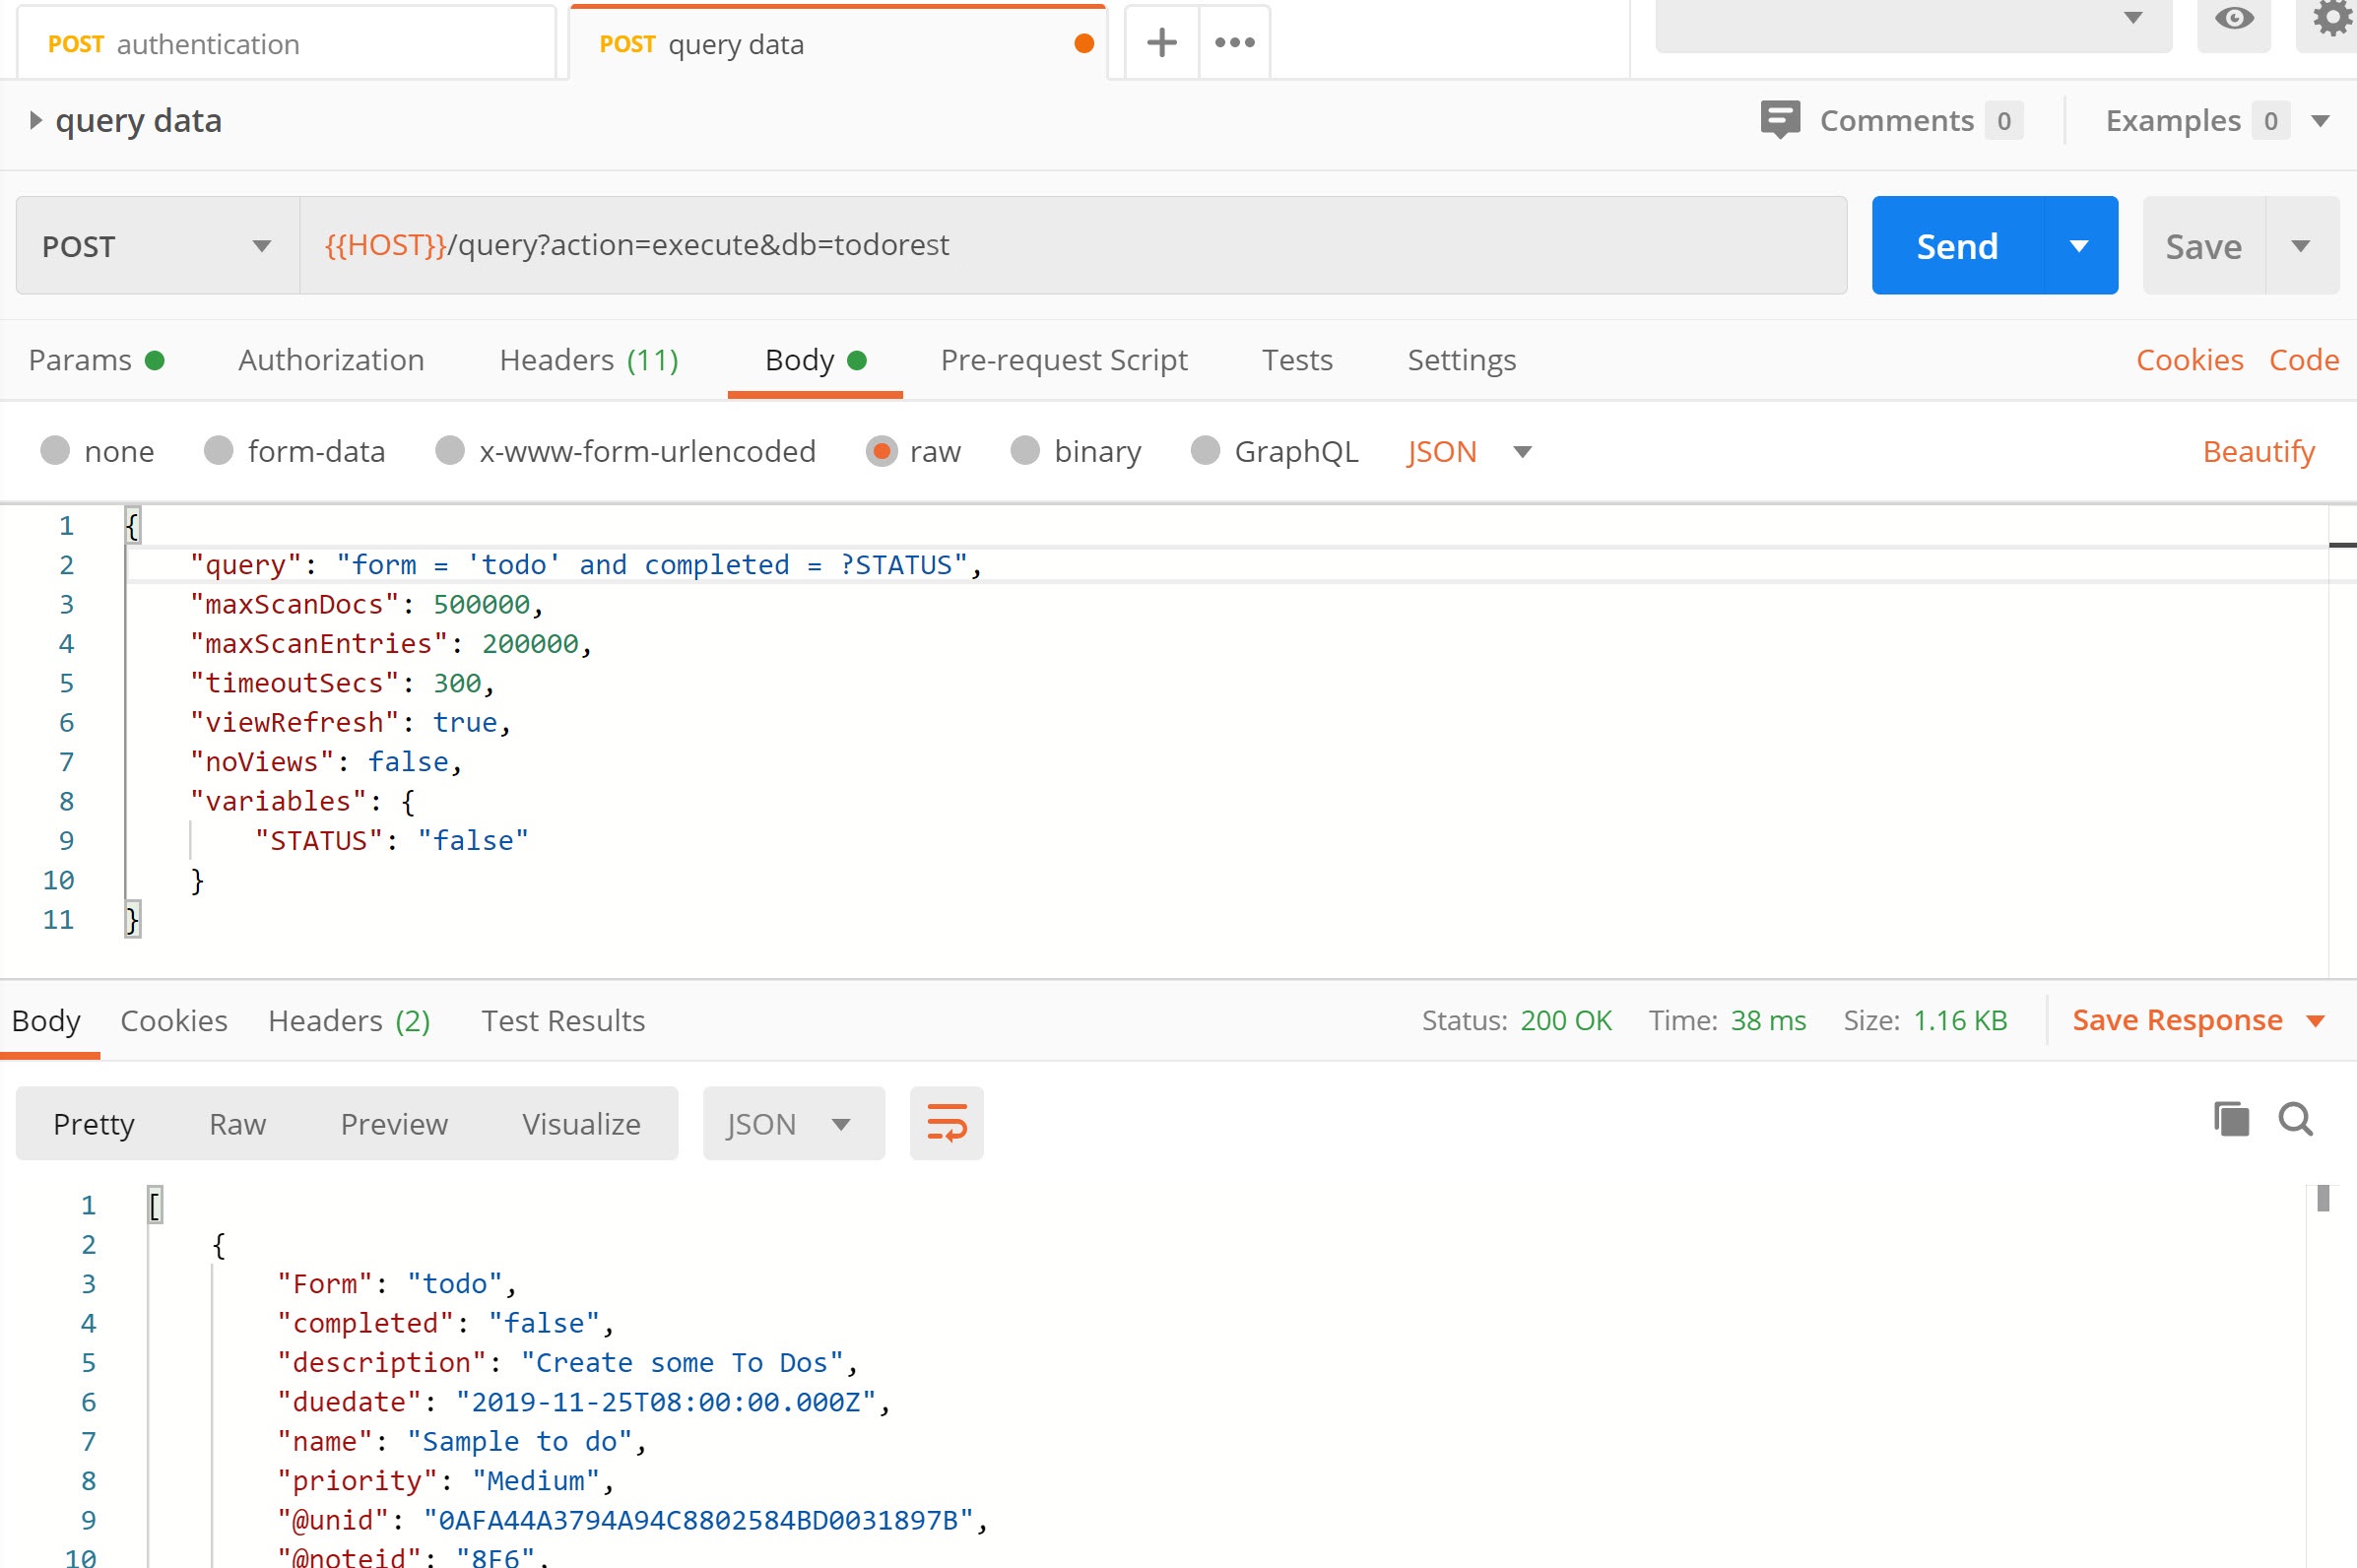 POST authentication
POST query data
query data
Comments 0
Examples 0
POST
{{HOST}}/query?action=execute&db=todorest
Send
Save
Params
Authorization
Headers (11)
Body
Pre-request Script
Tests
Settings
Cookies
Code
none
form-data
x-www-form-urlencoded
raw
binary
GraphQL
JSON
Beautify
1 {
2 "query": "form = 'todo' and completed = ?STATUS",
3 "maxScanDocs": 500000,
4 "maxScanEntries": 200000,
5 "timeoutSecs": 300,
6 "viewRefresh": true,
7 "noViews": false,
8 "variables": {
9 "STATUS": "false"
10 }
11 }
Body
Cookies
Headers (2)
Test Results
Status: 200 OK
Time: 38 ms
Size: 1.16 KB
Save Response
Pretty
Raw
Preview
Visualize
JSON
1 [
2 {
3 "Form": "todo",
4 "completed": "false",
5 "description": "Create some To Dos",
6 "duedate": "2019-11-25T08:00:00.000Z",
7 "name": "Sample to do",
8 "priority": "Medium",
9 "@unid": "0AFA44A3794A94C8802584BD0031897B",
10 "@noteid": "8F6",